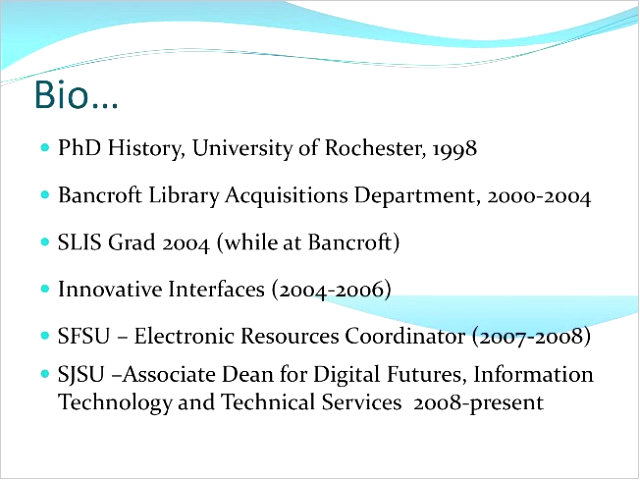 Bio...
PhD History, University of Rochester, 1998
Bancroft Library Acquisitions Department, 2000-2004
SLIS Grad 2004 (while at Bancroft)
Innovative Interfaces (2004-2006)
SFSU – Electronic Resources Coordinator (2007-2008)
SJSU –Associate Dean for Digital Futures, Information
Technology and Technical Services 2008-present